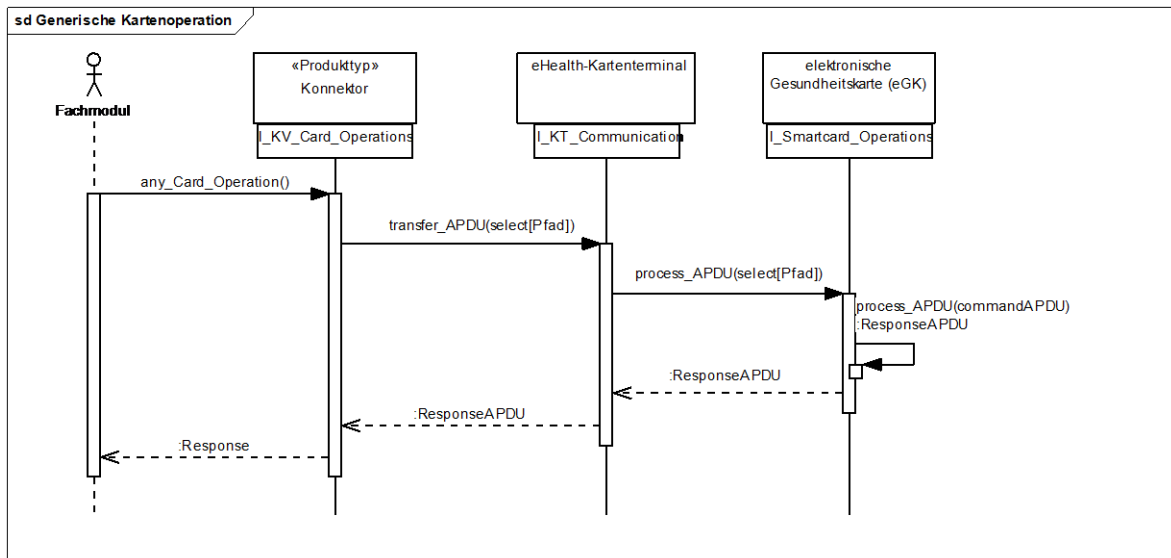 sd Generische Kartenoperation
Fachmodul
«Produkttyp»
Konnektor
I_KV_Card_Operations
eHealth-Kartenterminal
I_KT_Communication
elektronische
Gesundheitskarte (eGK)
I_Smartcard_Operations
any_Card_Operation()
transfer_APDU(select[Pfad])
process_APDU(select[Pfad])
process_APDU(commandAPDU)
:ResponseAPDU
:ResponseAPDU
:ResponseAPDU
:Response